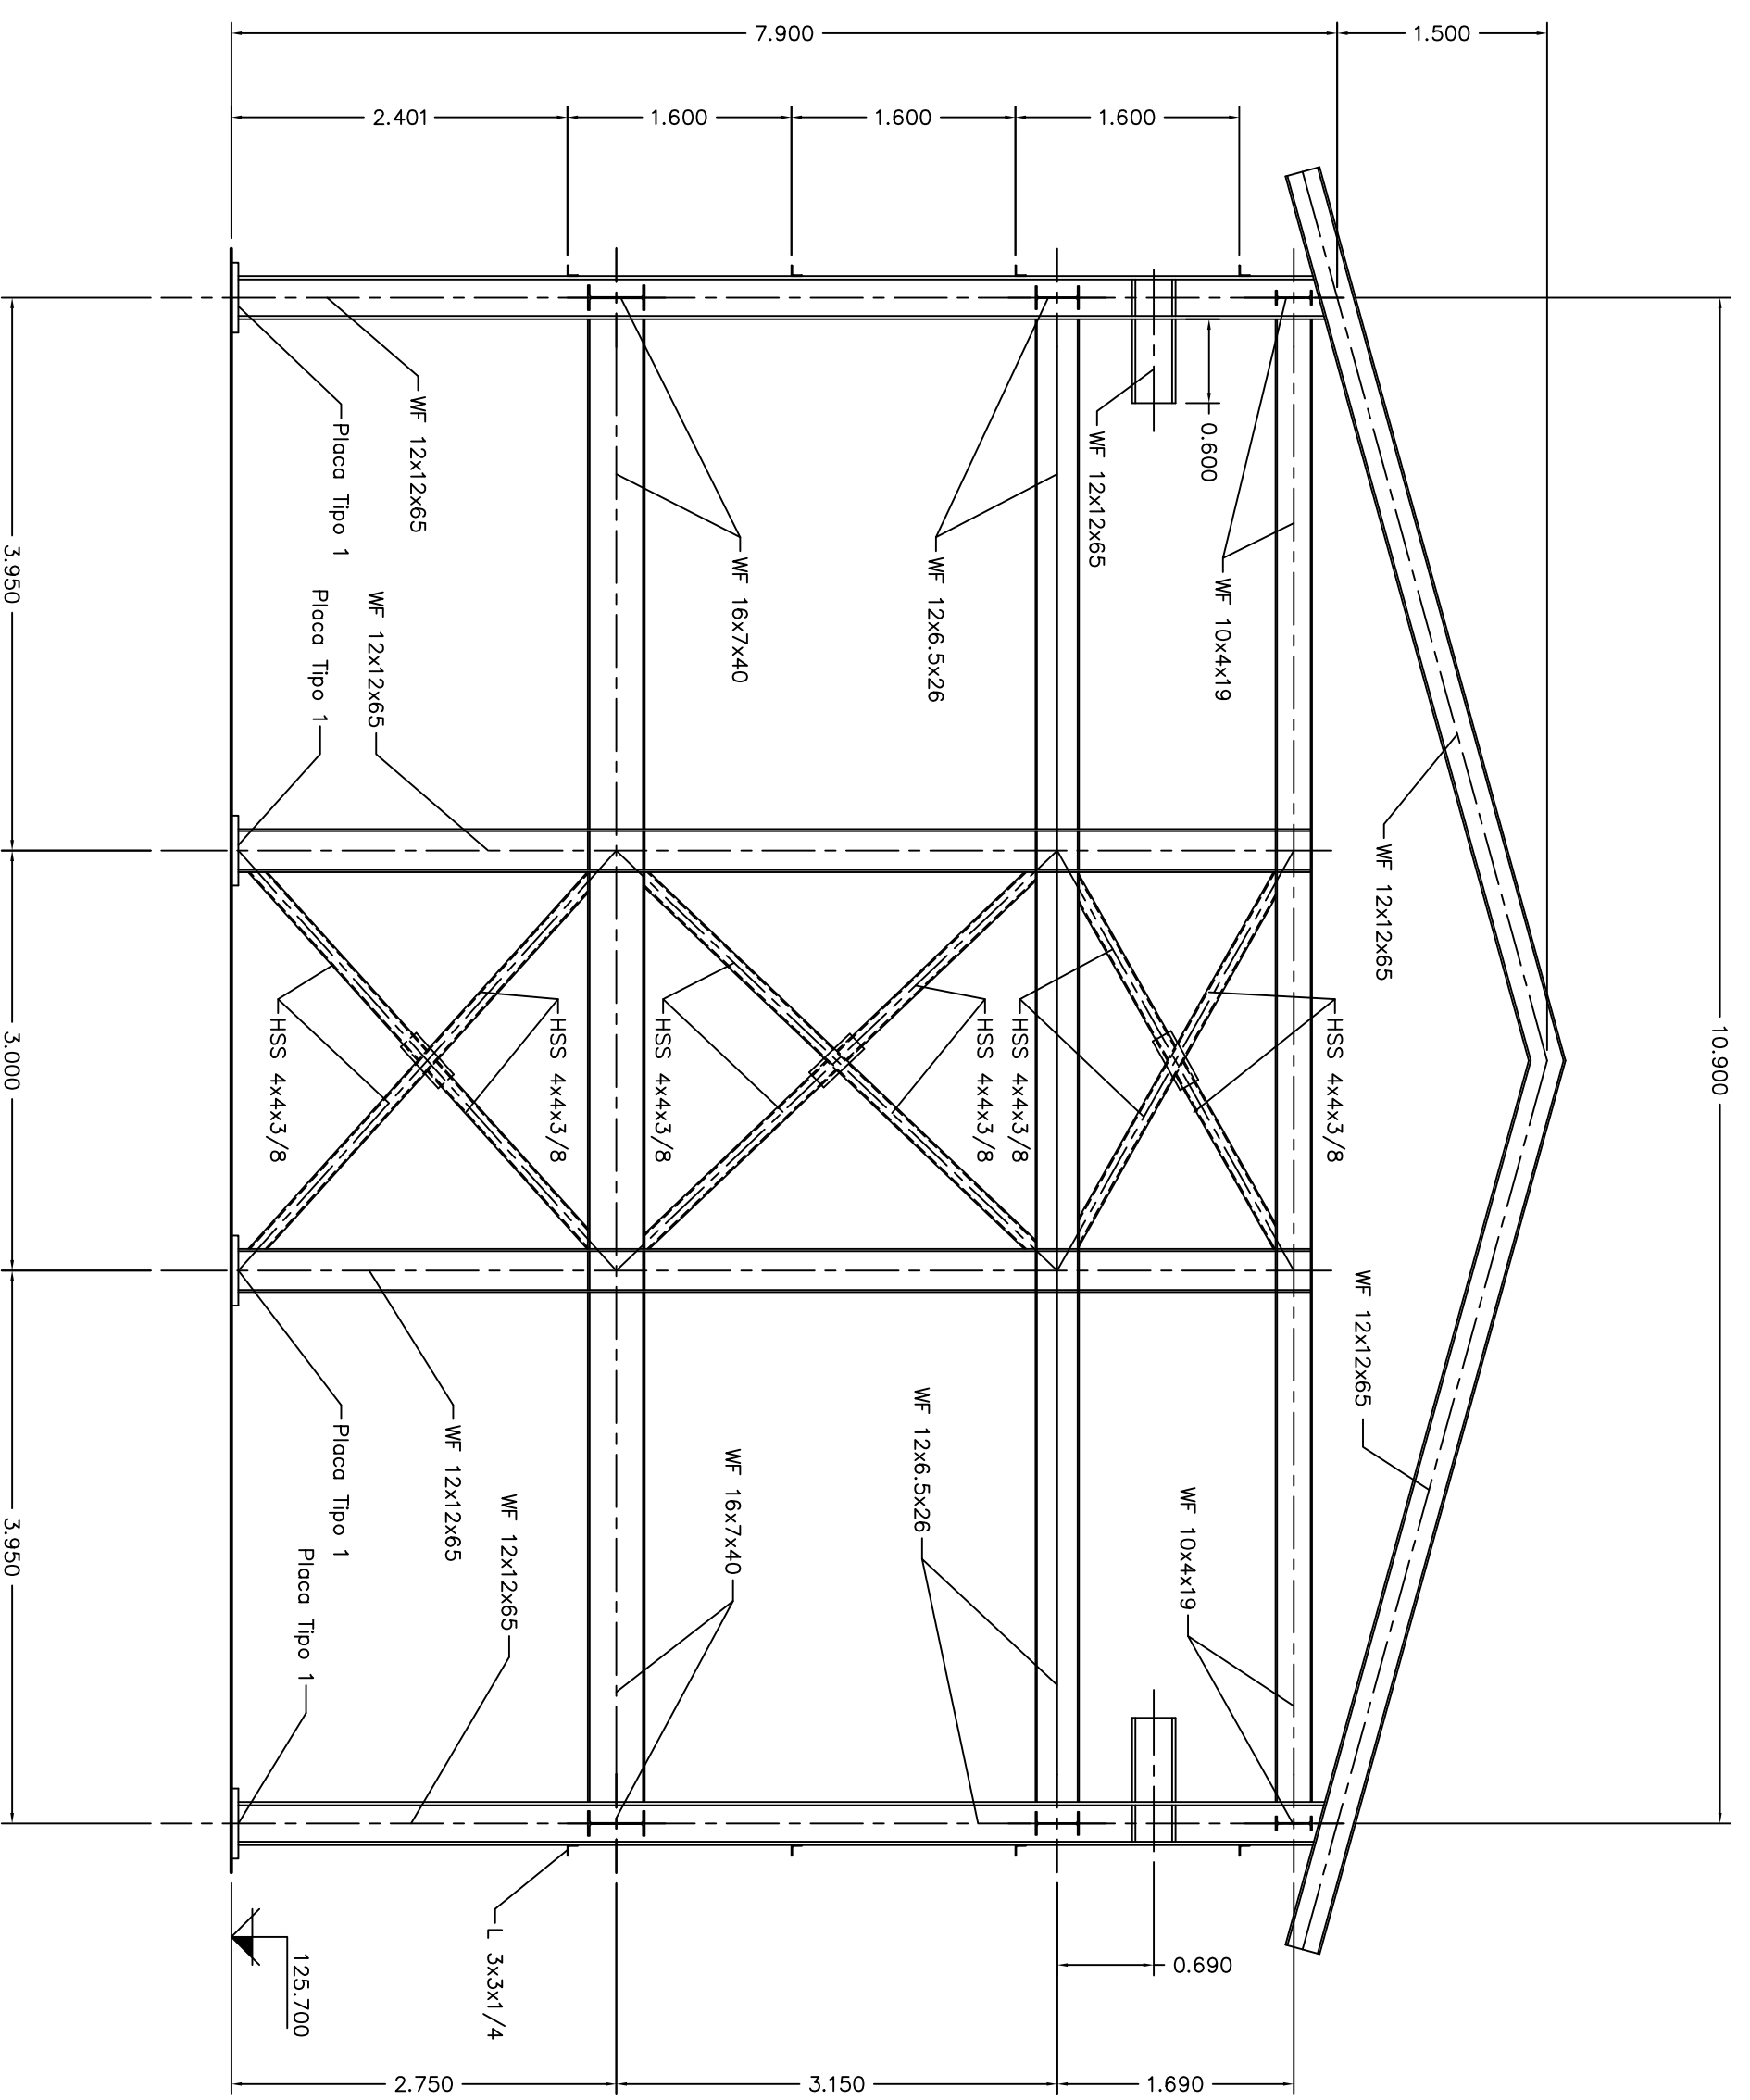 10.900
1.500
7.900
1.600
1.600
1.600
2.401
0.600
WF 10x4x19
WF 12x12x65
WF 12x6.5x26
WF 16x7x40
WF 12x12x65
Placa Tipo 1
WF 12x12x65
Placa Tipo 1
WF 12x12x65
HSS 4x4x3/8
HSS 4x4x3/8
HSS 4x4x3/8
HSS 4x4x3/8
HSS 4x4x3/8
HSS 4x4x3/8
WF 12x12x65
WF 10x4x19
WF 12x6.5x26
WF 16x7x40
WF 12x12x65
WF 12x12x65
Placa Tipo 1
Placa Tipo 1
L 3x3x1/4
125.700
0.690
1.690
3.150
2.750
3.950
3.000
3.950